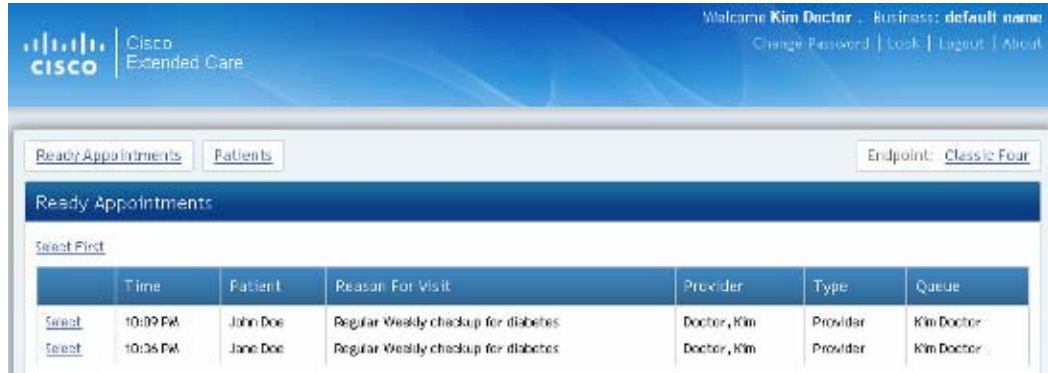 Welcome Kim Doctor . Business: default name
Change Password | Lock | Logout | About
CISCO
Cisco
Extended Care
Ready Appointments Patients Endpoint: Classic Four
Ready Appointments
Select First
Time Patient Reason For Visit Provider Type Queue
Select 10:09 PM John Doe Regular Weekly checkup for diabetes Doctor, Kim Provider Kim Doctor
Select 10:36 PM Jane Doe Regular Weekly checkup for diabetes Doctor, Kim Provider Kim Doctor